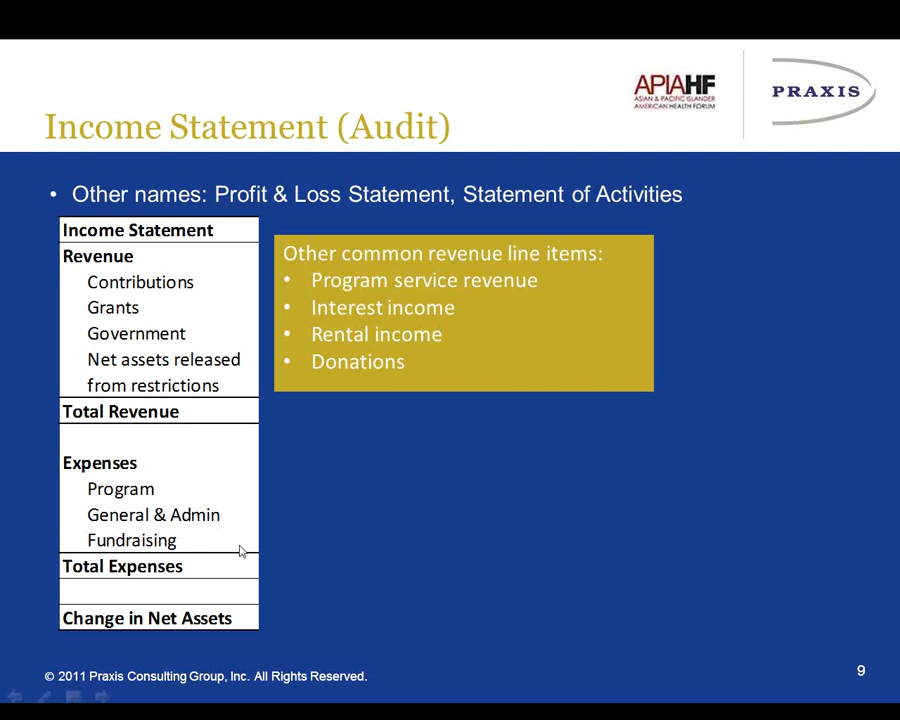 APIAHF
ASIAN & PACIFIC ISLANDER
AMERICAN HEALTH FORUM
PRAXIS
Income Statement (Audit)
• Other names: Profit & Loss Statement, Statement of Activities
Income Statement
Revenue
Contributions
Grants
Government
Net assets released
from restrictions
Total Revenue
Expenses
Program
General & Admin
Fundraising
Total Expenses
Change in Net Assets
Other common revenue line items:
• Program service revenue
• Interest income
• Rental income
• Donations
© 2011 Praxis Consulting Group, Inc. All Rights Reserved.
9